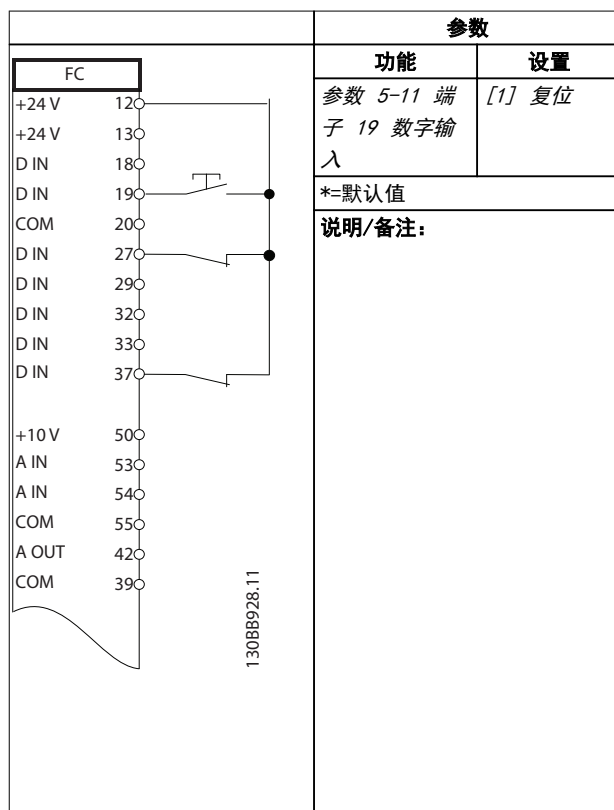 FC
+24 V 12
+24 V 13
D IN 18
D IN 19
COM 20
D IN 27
D IN 29
D IN 32
D IN 33
D IN 37
+10 V 50
A IN 53
A IN 54
COM 55
A OUT 42
COM 39
130BB928.11
参数
功能 设置
参数 5-11 端 [1] 复位
子 19 数字输
入
*=默认值
说明/备注：